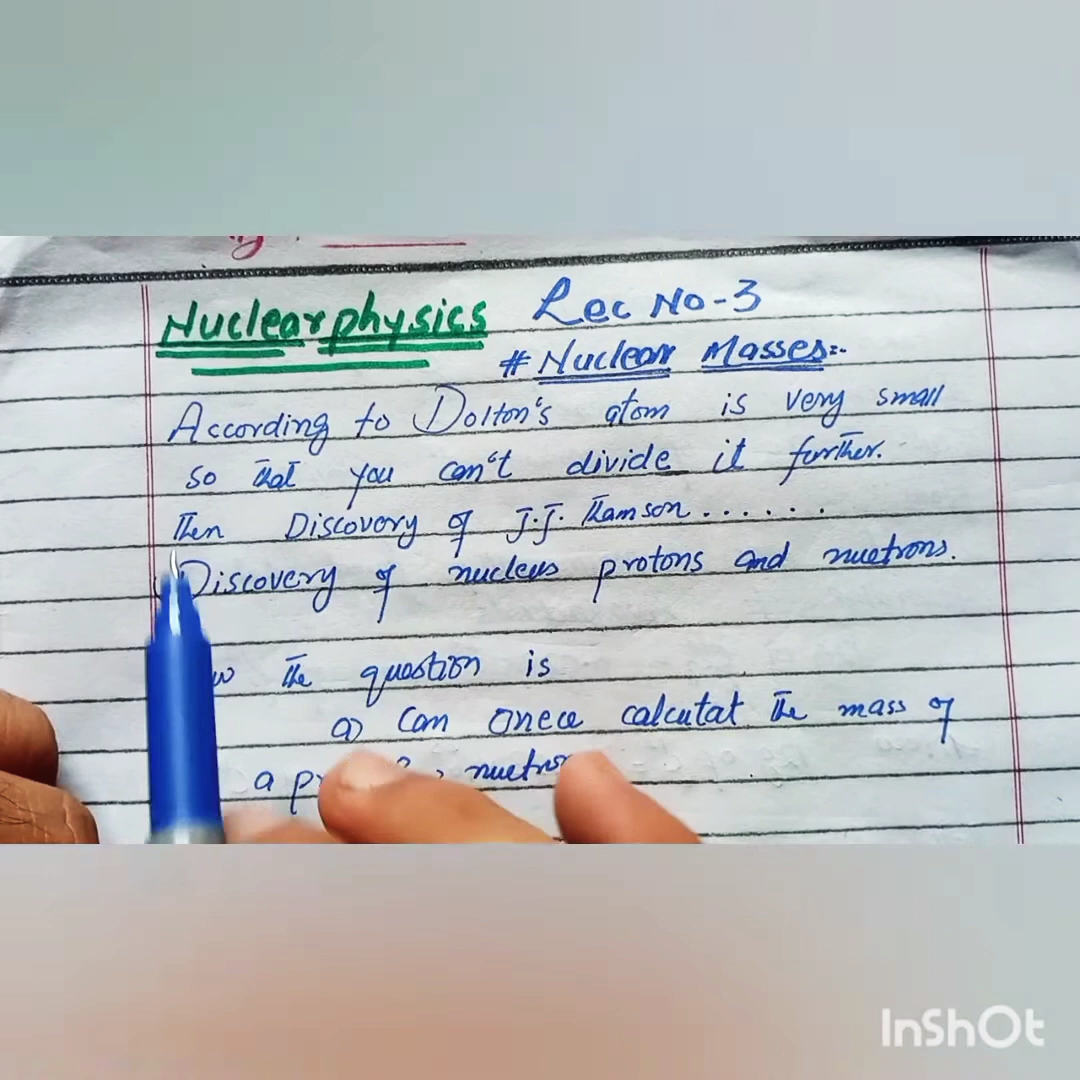 Nuclear physics Lec No-3
# Nuclear Masses:-
According to Dolton's atom is very small
so that you can't divide it further.
Then Discovery of J.J. Thamson......
Discovery of nucleus protons and nuetrons.
the question is
a) Can onece calcutat the mass of
a
InShOt